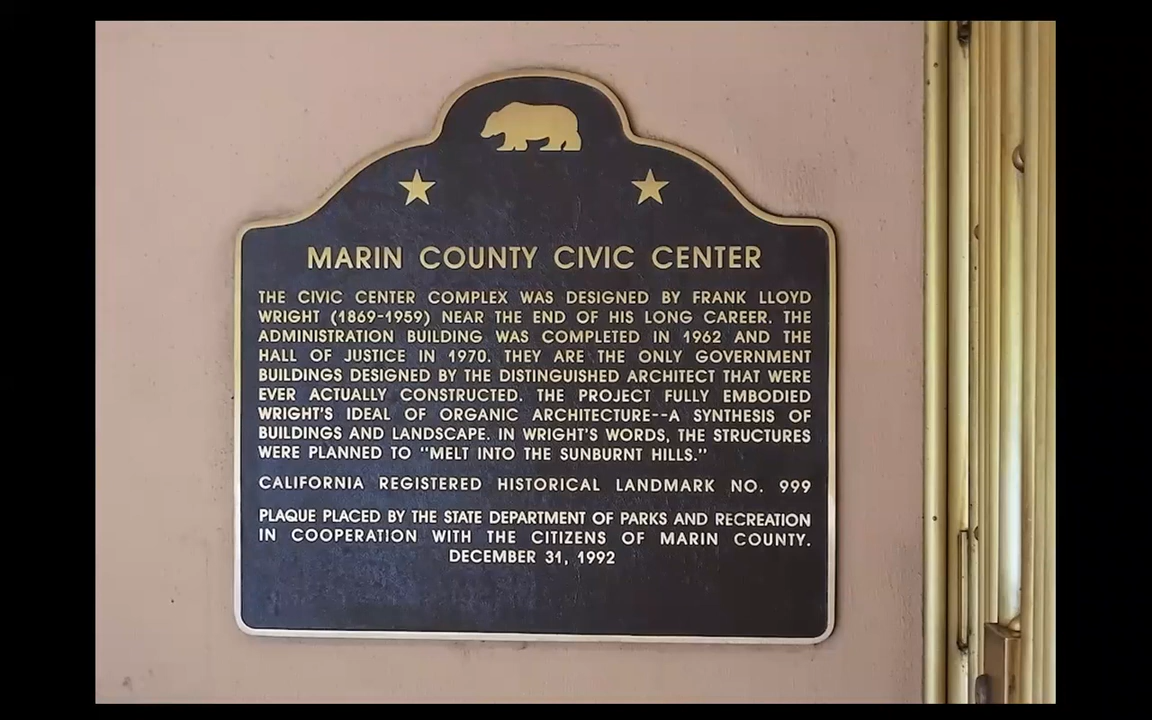 MARIN COUNTY CIVIC CENTER
THE CIVIC CENTER COMPLEX WAS DESIGNED BY FRANK LLOYD
WRIGHT (1869-1959) NEAR THE END OF HIS LONG CAREER. THE
ADMINISTRATION BUILDING WAS COMPLETED IN 1962 AND THE
HALL OF JUSTICE IN 1970. THEY ARE THE ONLY GOVERNMENT
BUILDINGS DESIGNED BY THE DISTINGUISHED ARCHITECT THAT WERE
EVER ACTUALLY CONSTRUCTED. THE PROJECT FULLY EMBODIED
WRIGHT'S IDEAL OF ORGANIC ARCHITECTURE--A SYNTHESIS OF
BUILDINGS AND LANDSCAPE. IN WRIGHT'S WORDS, THE STRUCTURES
WERE PLANNED TO "MELT INTO THE SUNBURNT HILLS."
CALIFORNIA REGISTERED HISTORICAL LANDMARK NO. 999
PLAQUE PLACED BY THE STATE DEPARTMENT OF PARKS AND RECREATION
IN COOPERATION WITH THE CITIZENS OF MARIN COUNTY.
DECEMBER 31, 1992